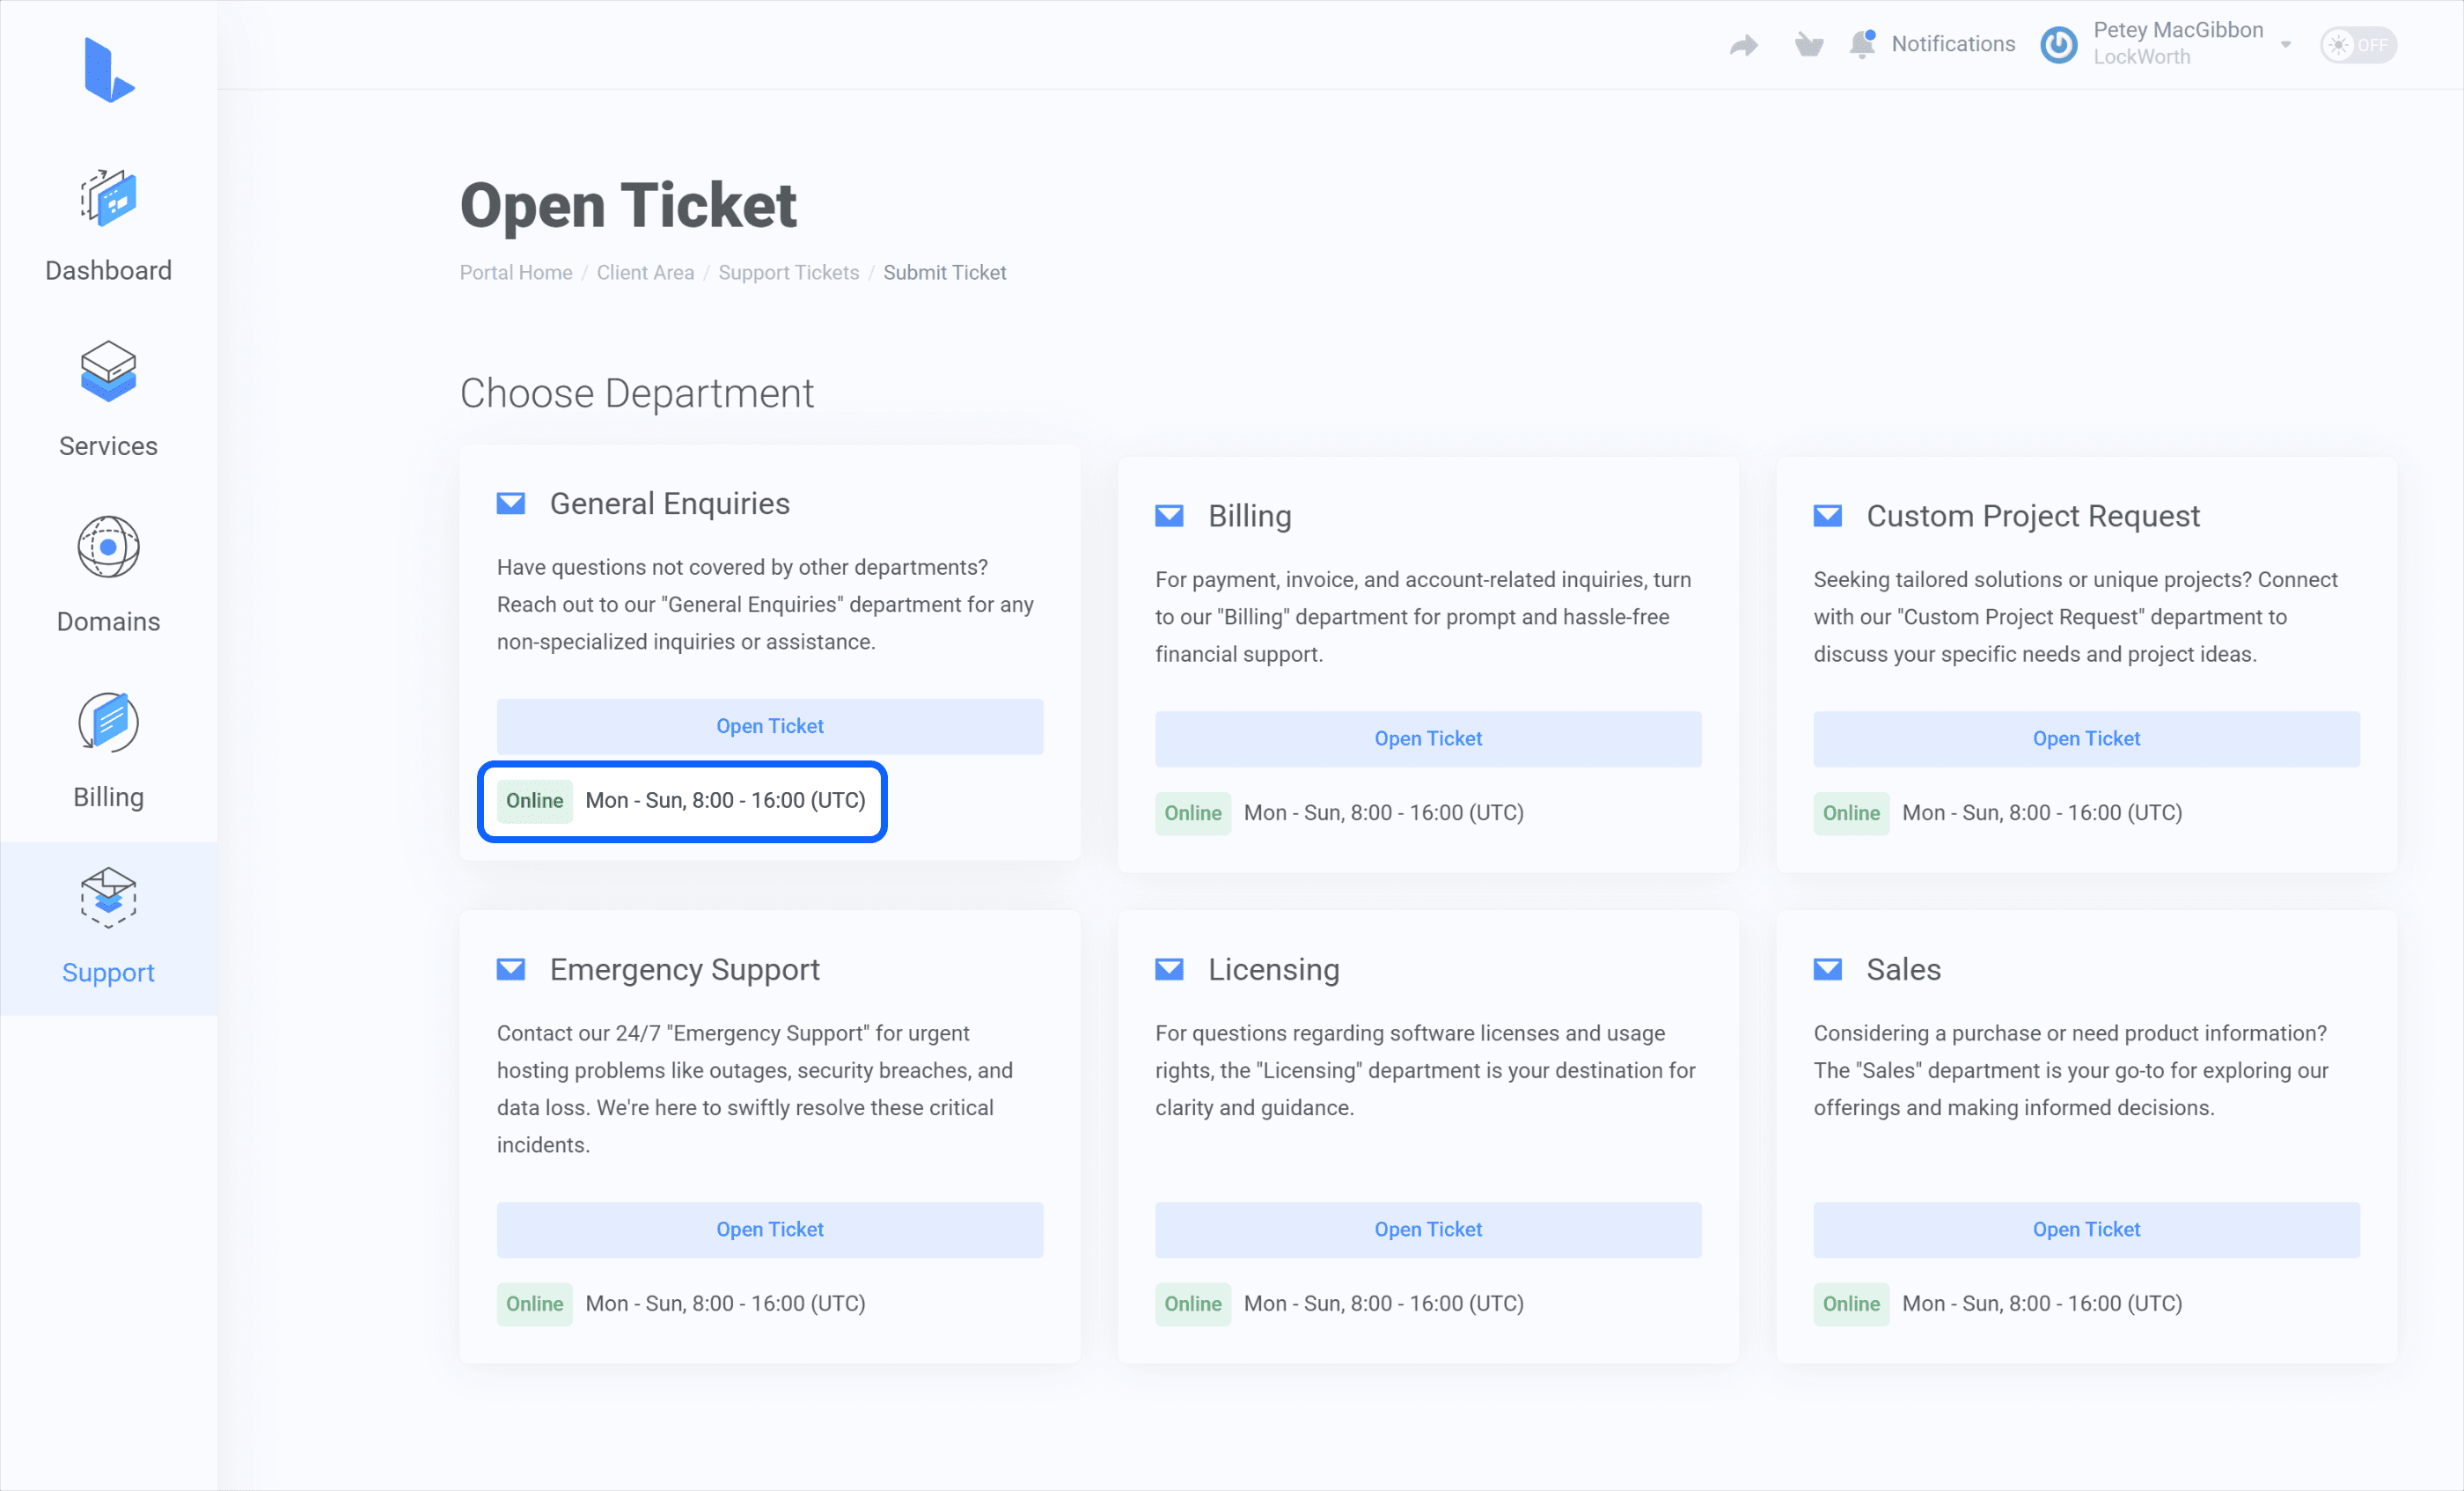 Notifications
Petey MacGibbon
LockWorth
OFF
Dashboard
Services
Domains
Billing
Support
Open Ticket
Portal Home / Client Area / Support Tickets / Submit Ticket
Choose Department
General Enquiries
Have questions not covered by other departments?
Reach out to our "General Enquiries" department for any
non-specialized inquiries or assistance.
Open Ticket
Online Mon - Sun, 8:00 - 16:00 (UTC)
Billing
For payment, invoice, and account-related inquiries, turn
to our "Billing" department for prompt and hassle-free
financial support.
Open Ticket
Online Mon - Sun, 8:00 - 16:00 (UTC)
Custom Project Request
Seeking tailored solutions or unique projects? Connect
with our "Custom Project Request" department to
discuss your specific needs and project ideas.
Open Ticket
Online Mon - Sun, 8:00 - 16:00 (UTC)
Emergency Support
Contact our 24/7 "Emergency Support" for urgent
hosting problems like outages, security breaches, and
data loss. We're here to swiftly resolve these critical
incidents.
Open Ticket
Online Mon - Sun, 8:00 - 16:00 (UTC)
Licensing
For questions regarding software licenses and usage
rights, the "Licensing" department is your destination for
clarity and guidance.
Open Ticket
Online Mon - Sun, 8:00 - 16:00 (UTC)
Sales
Considering a purchase or need product information?
The "Sales" department is your go-to for exploring our
offerings and making informed decisions.
Open Ticket
Online Mon - Sun, 8:00 - 16:00 (UTC)